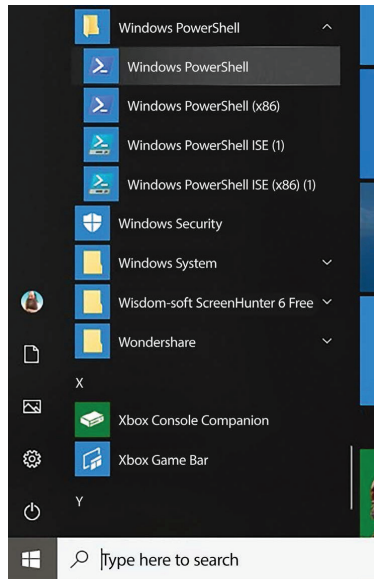 Windows PowerShell
Windows PowerShell
Windows PowerShell (x86)
Windows PowerShell ISE (1)
Windows PowerShell ISE (x86) (1)
Windows Security
Windows System
Wisdom-soft ScreenHunter 6 Free
Wondershare
X
Xbox Console Companion
Xbox Game Bar
Y
Type here to search